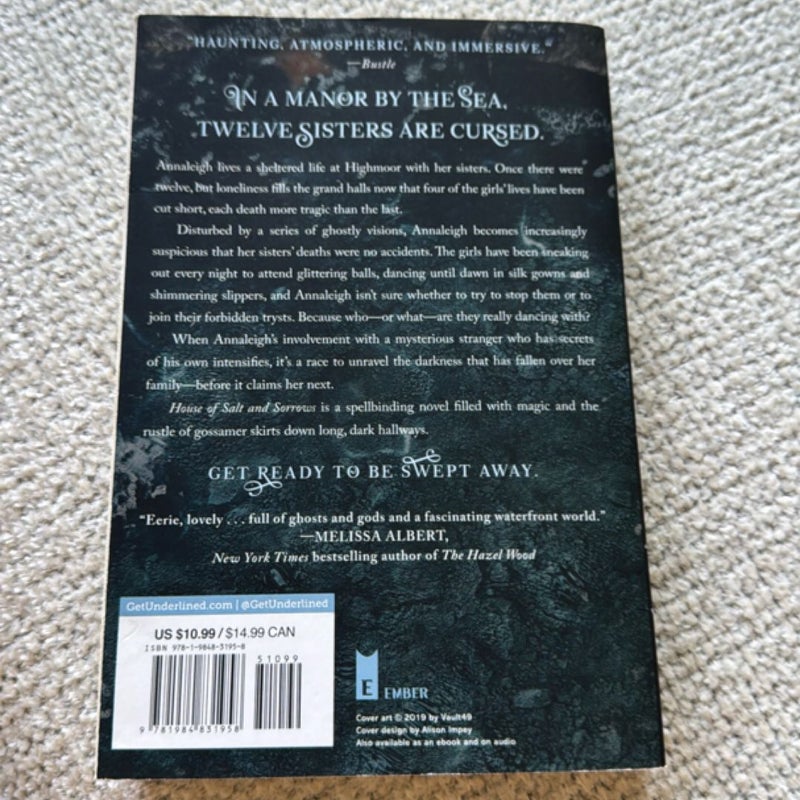 "HAUNTING, ATMOSPHERIC, AND IMMERSIVE."
—Bustle
IN A MANOR BY THE SEA,
TWELVE SISTERS ARE CURSED.
Annaleigh lives a sheltered life at Highmoor with her sisters. Once there were
twelve, but loneliness fills the grand halls now that four of the girls' lives have been
cut short, each death more tragic than the last.
Disturbed by a series of ghostly visions, Annaleigh becomes increasingly
suspicious that her sisters' deaths were no accidents. The girls have been sneaking
out every night to attend glittering balls, dancing until dawn in silk gowns and
shimmering slippers, and Annaleigh isn't sure whether to try to stop them or to
join their forbidden trysts. Because who—or what—are they really dancing with?
When Annaleigh's involvement with a mysterious stranger who has secrets
of his own intensifies, it's a race to unravel the darkness that has fallen over her
family—before it claims her next.
House of Salt and Sorrows is a spellbinding novel filled with magic and the
rustle of gossamer skirts down long, dark hallways.
GET READY TO BE SWEPT AWAY.
"Eerie, lovely . . . full of ghosts and gods and a fascinating waterfront world."
—MELISSA ALBERT,
New York Times bestselling author of The Hazel Wood
GetUnderlined.com | @GetUnderlined
US $10.99 / $14.99 CAN
ISBN 978-1-9848-3195-8
51099
9 781984 831958
E EMBER
Cover art © 2019 by Vault49
Cover design by Alison Impey
Also available as an ebook and on audio